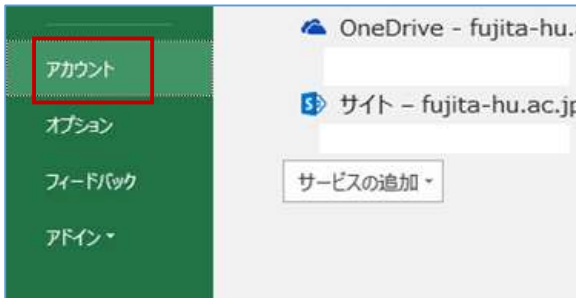 アカウント
オプション
フィードバック
アドイン
OneDrive - fujita-hu.
サイト – fujita-hu.ac.jp
サービスの追加